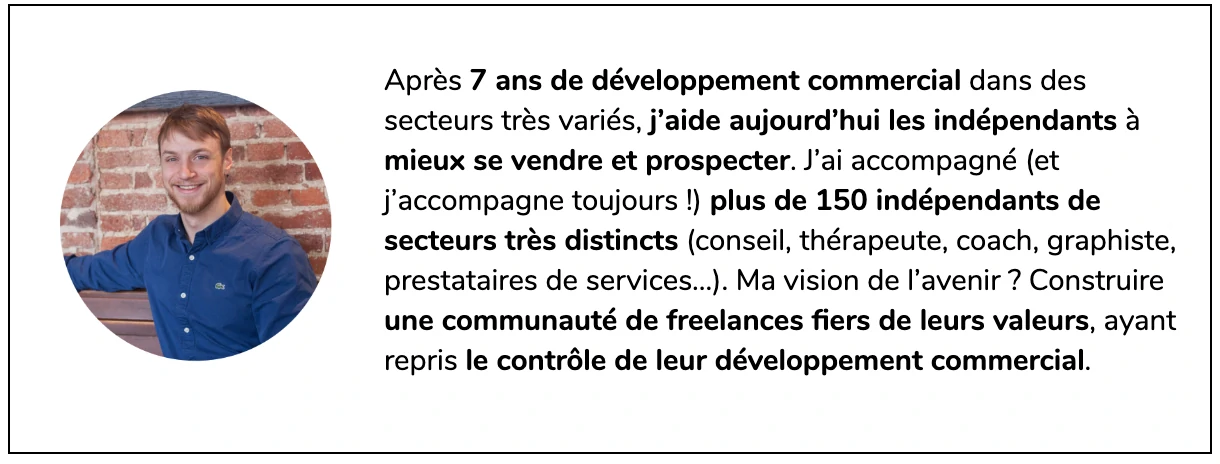 Après 7 ans de développement commercial dans des
secteurs très variés, j’aide aujourd’hui les indépendants à
mieux se vendre et prospecter. J’ai accompagné (et
j’accompagne toujours !) plus de 150 indépendants de
secteurs très distincts (conseil, thérapeute, coach, graphiste,
prestataires de services...). Ma vision de l’avenir ? Construire
une communauté de freelances fiers de leurs valeurs, ayant
repris le contrôle de leur développement commercial.